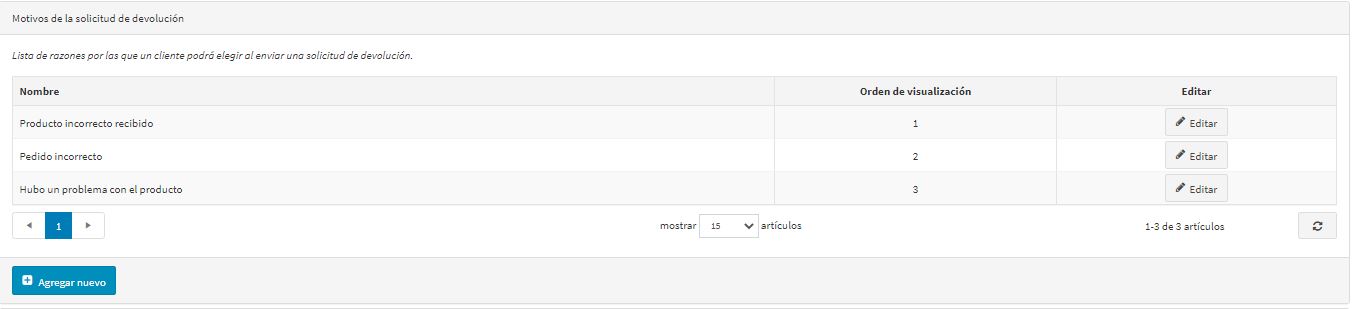 Motivos de la solicitud de devolución
Lista de razones por las que un cliente podrá elegir al enviar una solicitud de devolución.
Nombre Orden de visualización Editar
Producto incorrecto recibido 1 Editar
Pedido incorrecto 2 Editar
Hubo un problema con el producto 3 Editar
1 mostrar 15 artículos 1-3 de 3 artículos
Agregar nuevo